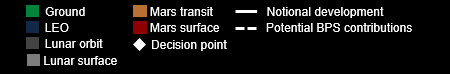 Ground
LEO
Lunar orbit
Lunar surface
Mars transit
Mars surface
Decision point
Notional development
Potential BPS contributions